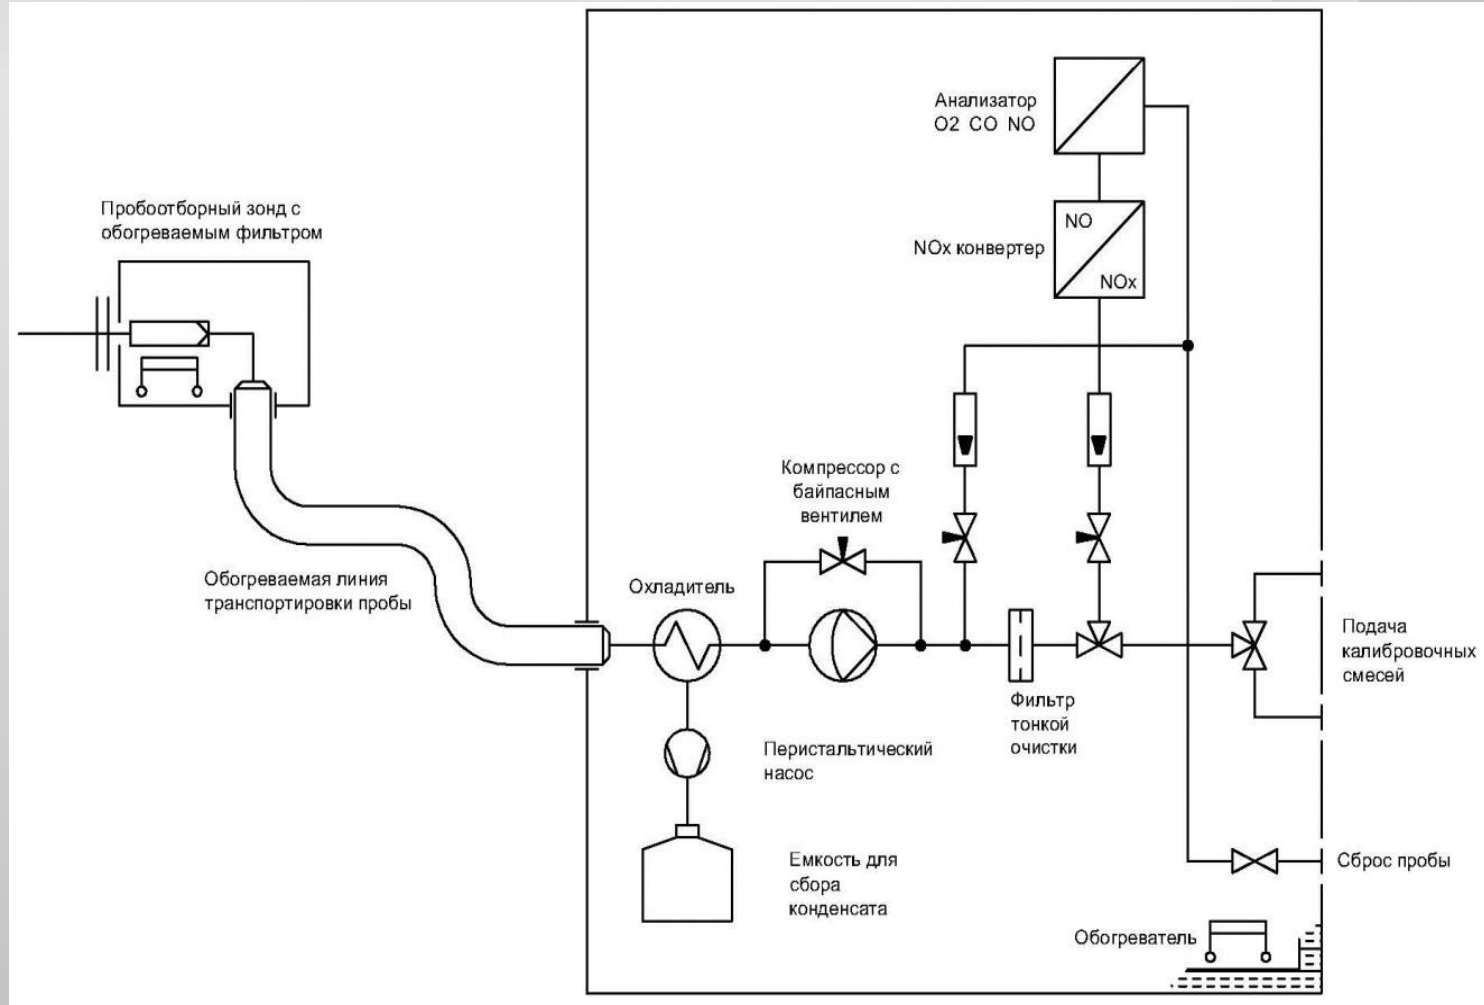 Анализатор
O2 CO NO
Пробоотборный зонд с
обогреваемым фильтром
NO
NOx конвертер
NOx
Компрессор с
байпасным
вентилем
Обогреваемая линия
транспортировки пробы
Охладитель
Подача
калибровочных
смесей
Фильтр
тонкой
очистки
Перистальтический
насос
Емкость для
сбора
конденсата
Сброс пробы
Обогреватель